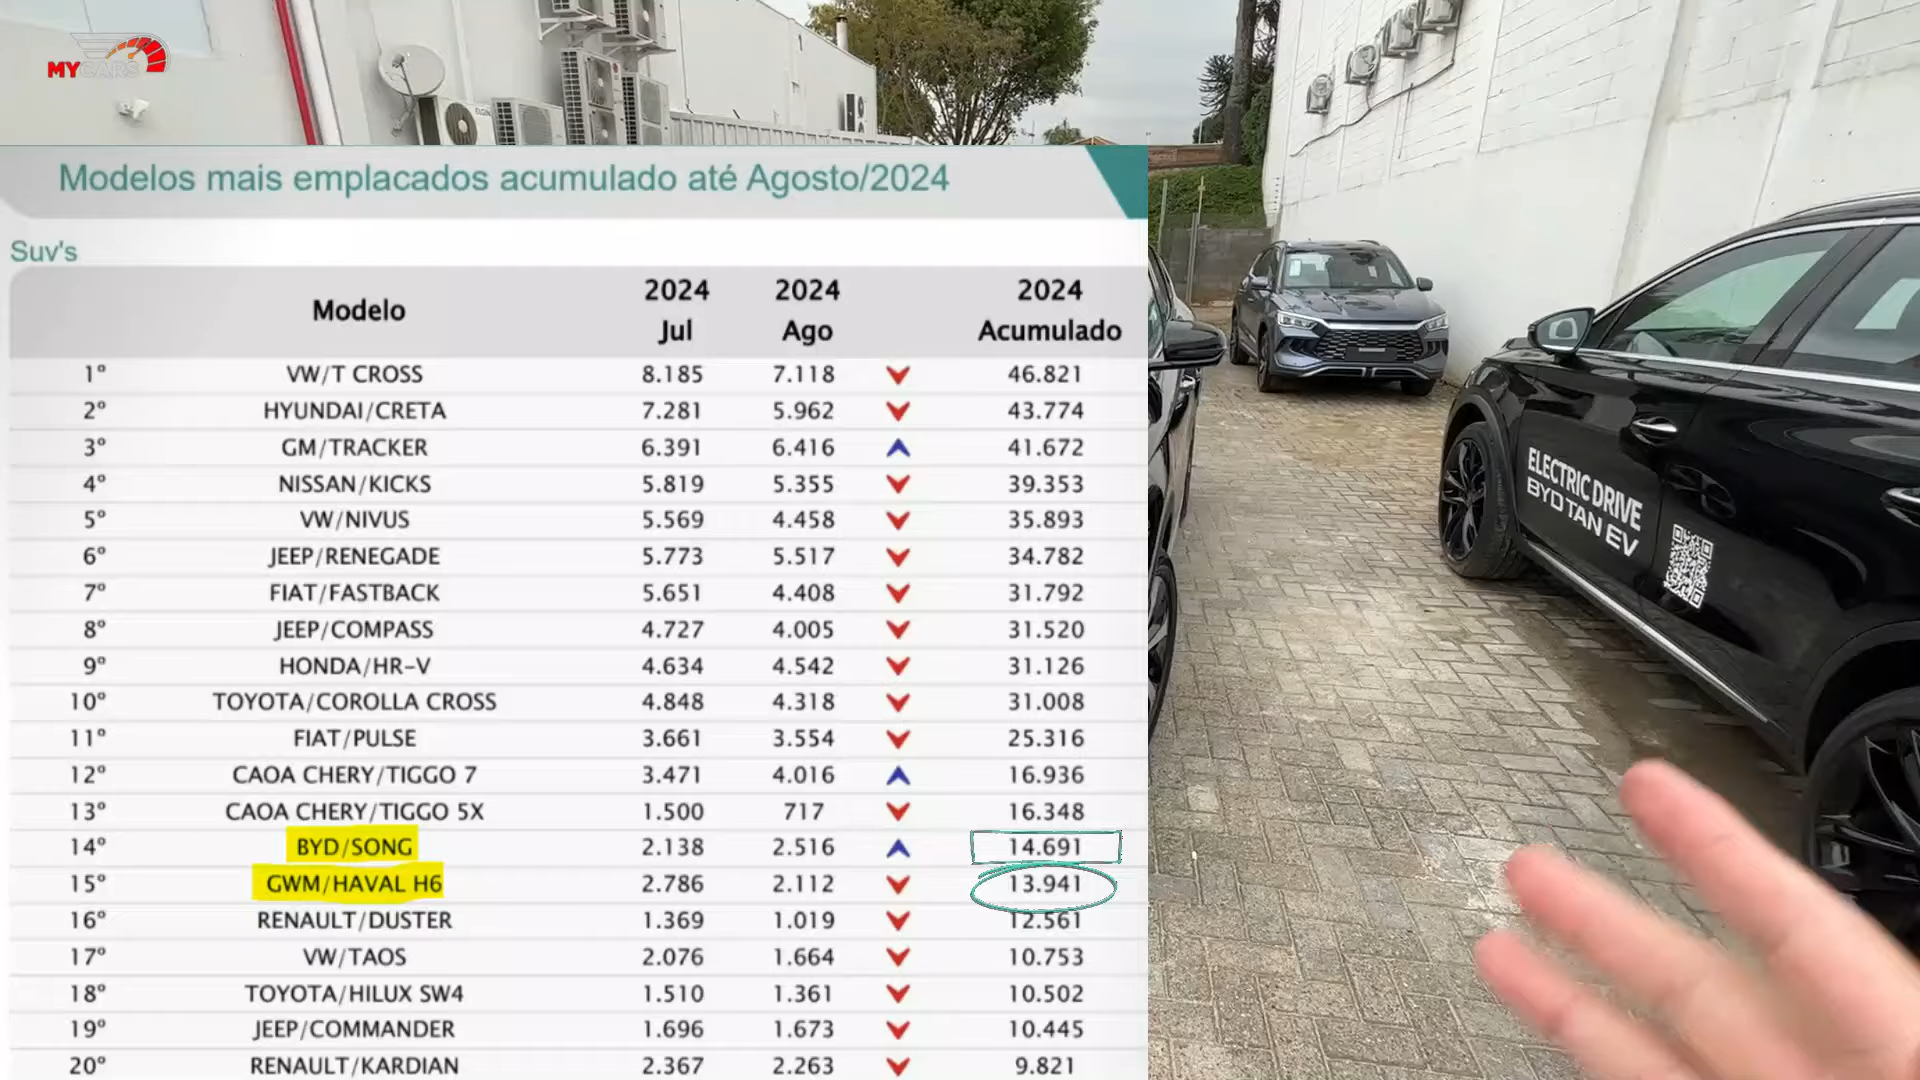 MYCARS
Modelos mais emplacados acumulado até Agosto/2024
Suv's
Modelo 2024 Jul 2024 Ago 2024 Acumulado
1º VW/T CROSS 8.185 7.118 46.821
2º HYUNDAI/CRETA 7.281 5.962 43.774
3º GM/TRACKER 6.391 6.416 41.672
4º NISSAN/KICKS 5.819 5.355 39.353
5º VW/NIVUS 5.569 4.458 35.893
6º JEEP/RENEGADE 5.773 5.517 34.782
7º FIAT/FASTBACK 5.651 4.408 31.792
8º JEEP/COMPASS 4.727 4.005 31.520
9º HONDA/HR-V 4.634 4.542 31.126
10º TOYOTA/COROLLA CROSS 4.848 4.318 31.008
11º FIAT/PULSE 3.661 3.554 25.316
12º CAOA CHERY/TIGGO 7 3.471 4.016 16.936
13º CAOA CHERY/TIGGO 5X 1.500 717 16.348
14º BYD/SONG 2.138 2.516 14.691
15º GWM/HAVAL H6 2.786 2.112 13.941
16º RENAULT/DUSTER 1.369 1.019 12.561
17º VW/TAOS 2.076 1.664 10.753
18º TOYOTA/HILUX SW4 1.510 1.361 10.502
19º JEEP/COMMANDER 1.696 1.673 10.445
20º RENAULT/KARDIAN 2.367 2.263 9.821
ELECTRIC DRIVE
BYD TAN EV